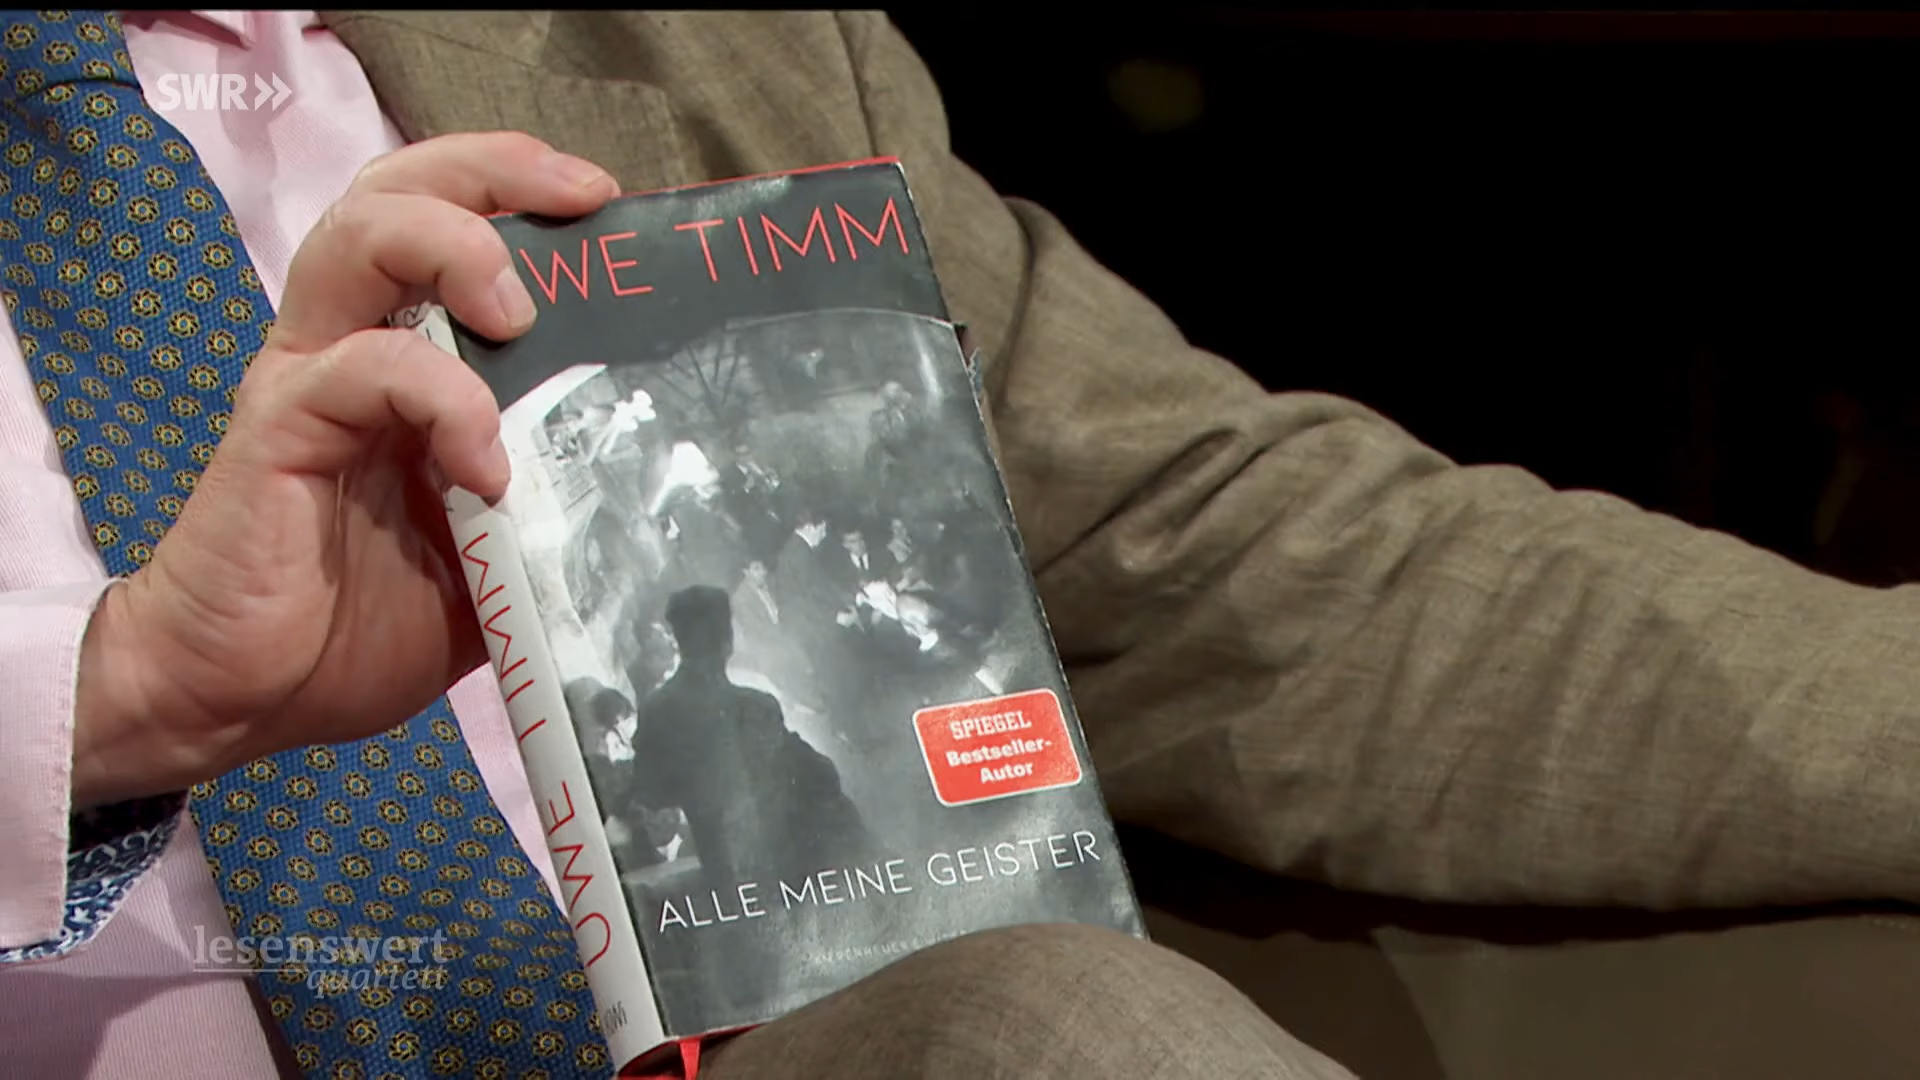 SWR
WE TIMM
UWE TIMM
SPIEGEL
Bestseller-
Autor
ALLE MEINE GEISTER
lesenswert
quartett